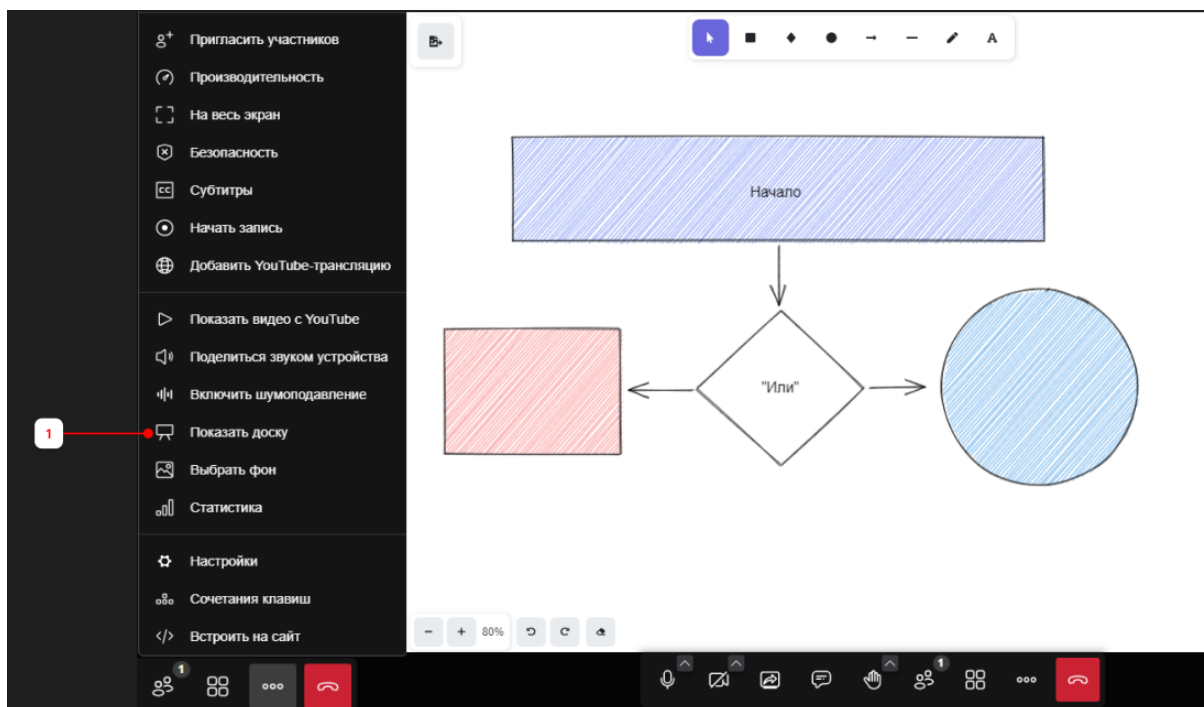 Пригласить участников
Производительность
На весь экран
Безопасность
CC Субтитры
Начать запись
Добавить YouTube-трансляцию
Показать видео с YouTube
Поделиться звуком устройства
Включить шумоподавление
1
Показать доску
Выбрать фон
Статистика
Настройки
Сочетания клавиш
</> Встроить на сайт
1
A
Начало
"Или"
80%
1